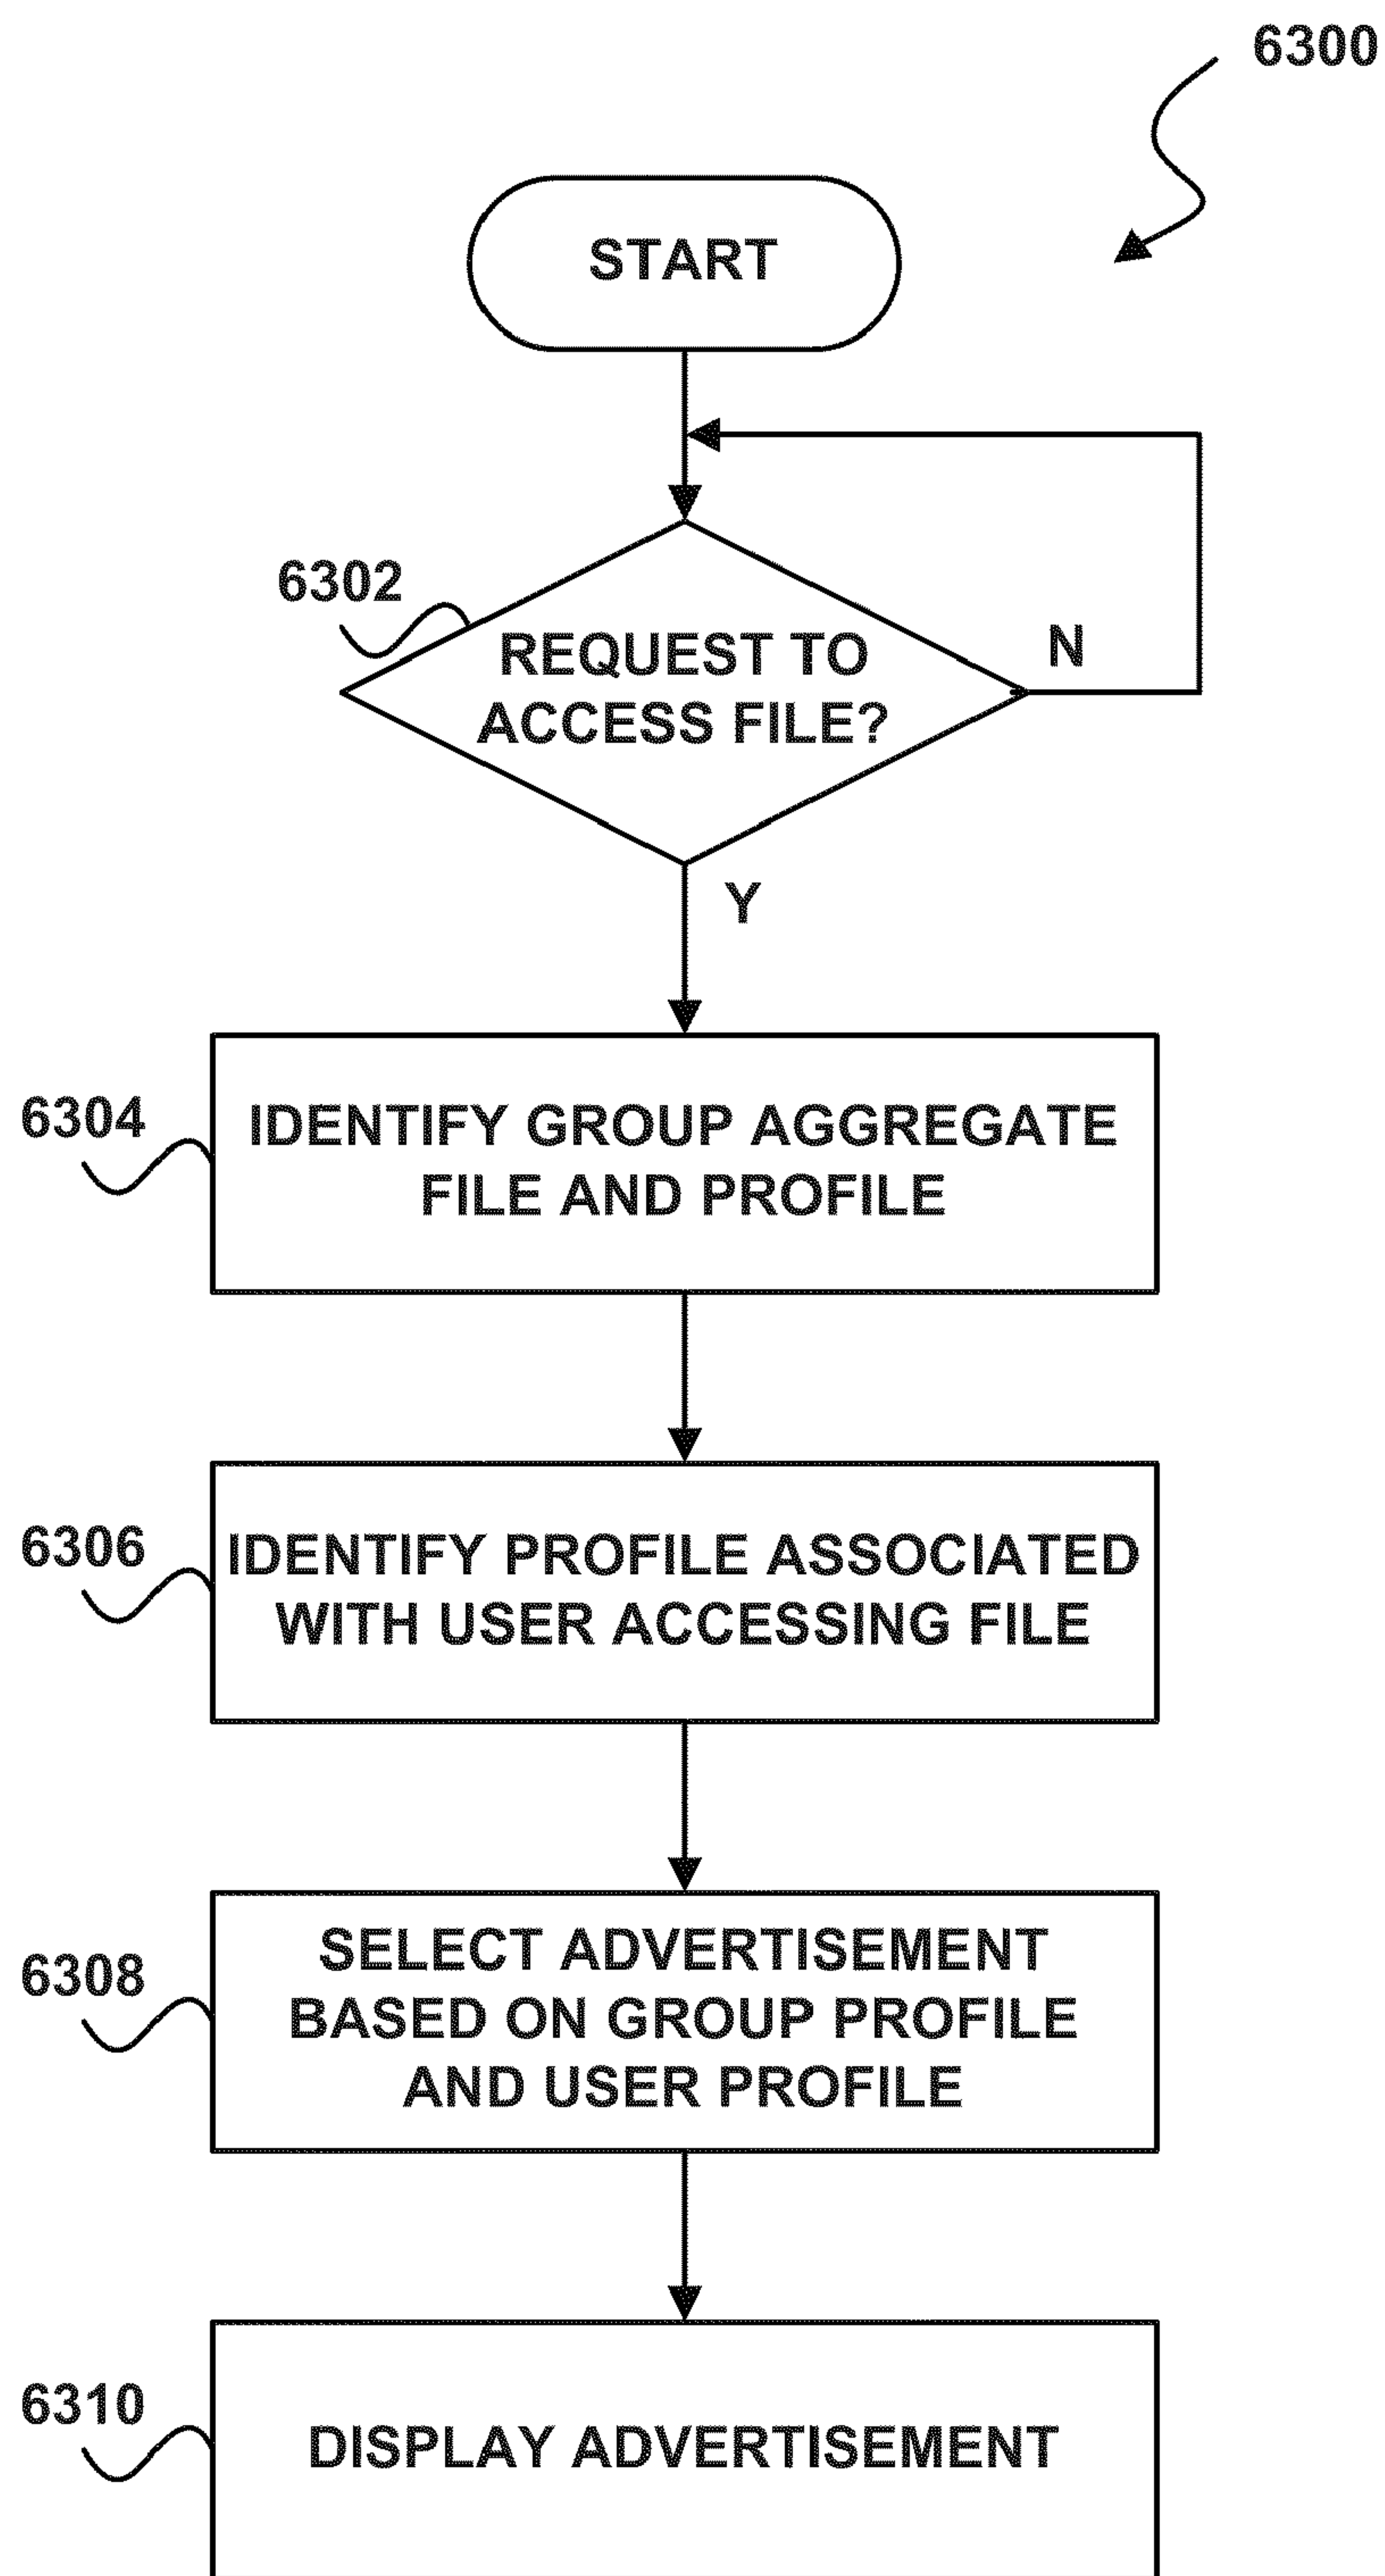 6300
START
6302
REQUEST TO
ACCESS FILE?
N
Y
6304
IDENTIFY GROUP AGGREGATE
FILE AND PROFILE
6306
IDENTIFY PROFILE ASSOCIATED
WITH USER ACCESSING FILE
6308
SELECT ADVERTISEMENT
BASED ON GROUP PROFILE
AND USER PROFILE
6310
DISPLAY ADVERTISEMENT